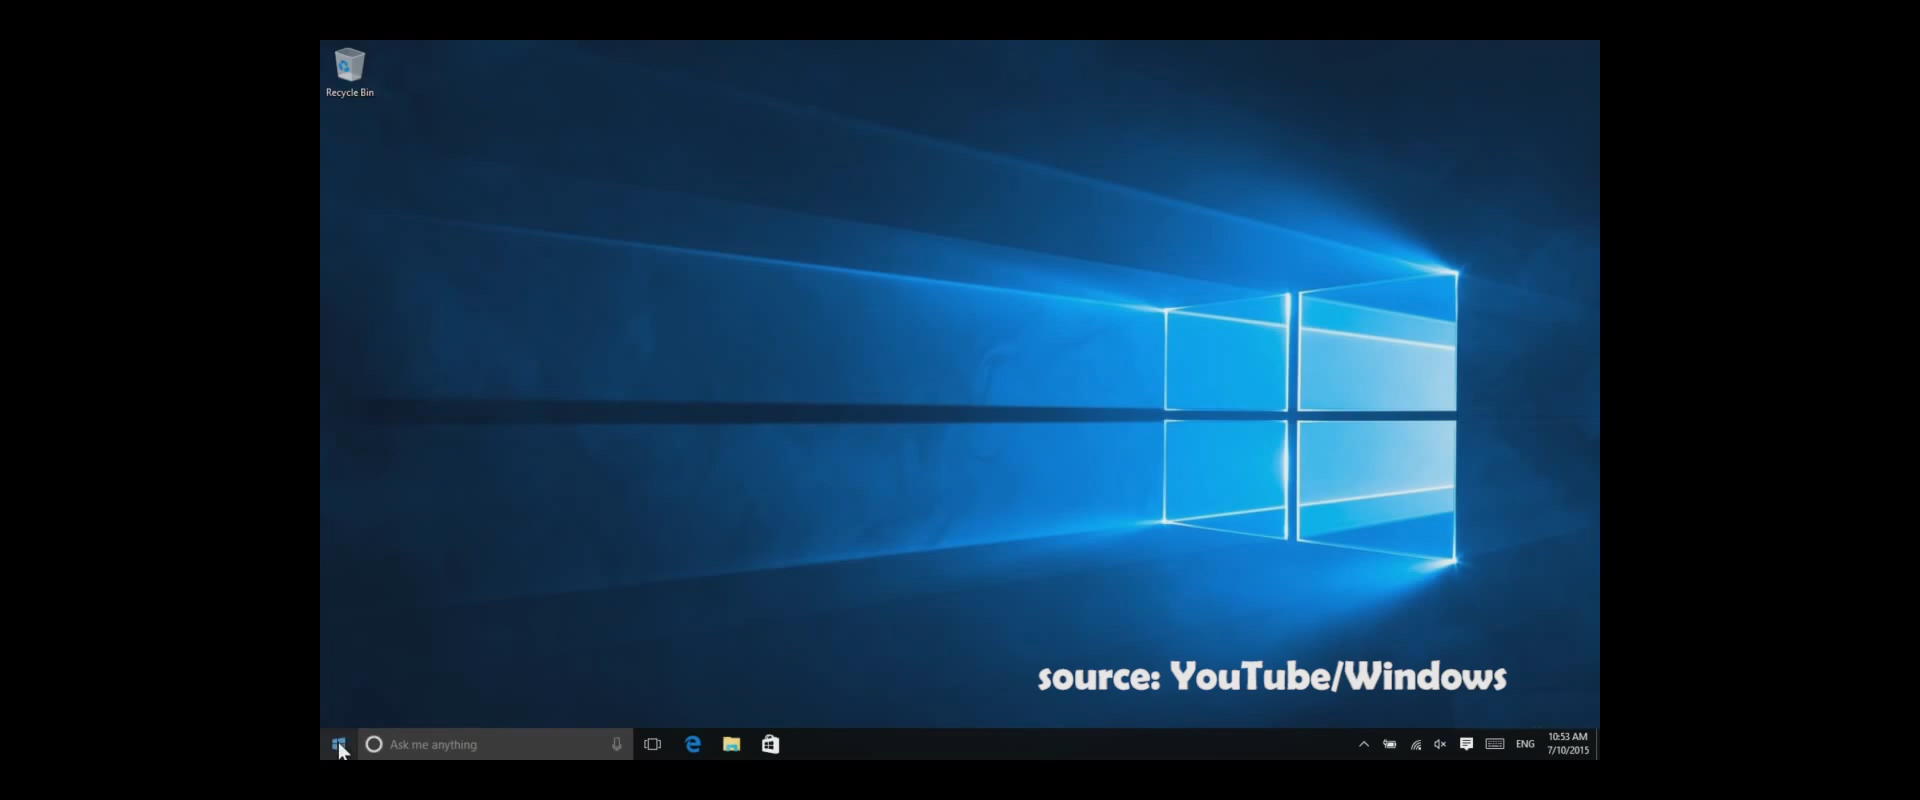 Recycle Bin
source: YouTube/Windows
Ask me anything
ENG
10:53 AM
7/10/2015